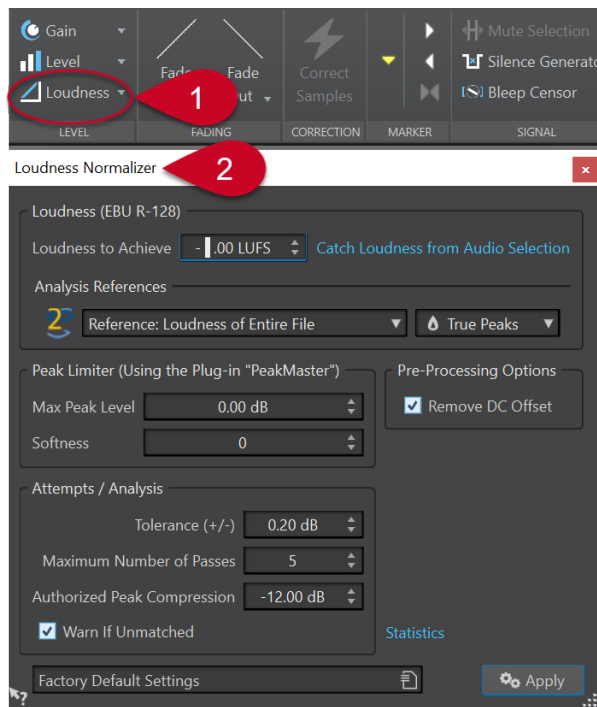 Gain
Level
Loudness
LEVEL
Fade
Fade
ut
FADING
Correct
Samples
CORRECTION
MARKER
Mute Selection
Silence Generato
Bleep Censor
SIGNAL
1
Loudness Normalizer
2
x
Loudness (EBU R-128)
Loudness to Achieve - .00 LUFS Catch Loudness from Audio Selection
Analysis References
2 Reference: Loudness of Entire File True Peaks
Peak Limiter (Using the Plug-in "PeakMaster")
Max Peak Level 0.00 dB
Softness 0
Pre-Processing Options
Remove DC Offset
Attempts / Analysis
Tolerance (+/-) 0.20 dB
Maximum Number of Passes 5
Authorized Peak Compression -12.00 dB
Warn If Unmatched
Statistics
Factory Default Settings
Apply
?